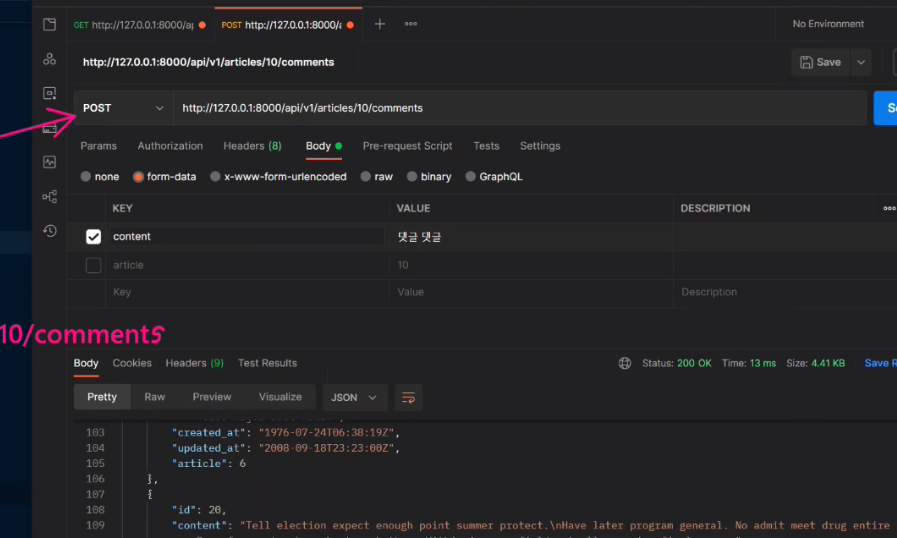 GET http://127.0.0.1:8000/ap
POST http://127.0.0.1:8000/a
No Environment
http://127.0.0.1:8000/api/v1/articles/10/comments
Save
POST http://127.0.0.1:8000/api/v1/articles/10/comments
Params Authorization Headers (8) Body Pre-request Script Tests Settings
none form-data x-www-form-urlencoded raw binary GraphQL
KEY VALUE DESCRIPTION
content 댓글 댓글
article 10
Key Value Description
10/comments
Body Cookies Headers (9) Test Results Status: 200 OK Time: 13 ms Size: 4.41 KB Save R
Pretty Raw Preview Visualize JSON
103 "created_at": "1976-07-24T06:38:19Z",
104 "updated_at": "2008-09-18T23:23:00Z",
105 "article": 6
106 },
107 {
108 "id": 20,
109 "content": "Tell election expect enough point summer protect.\nHave later program general. No admit meet drug entire